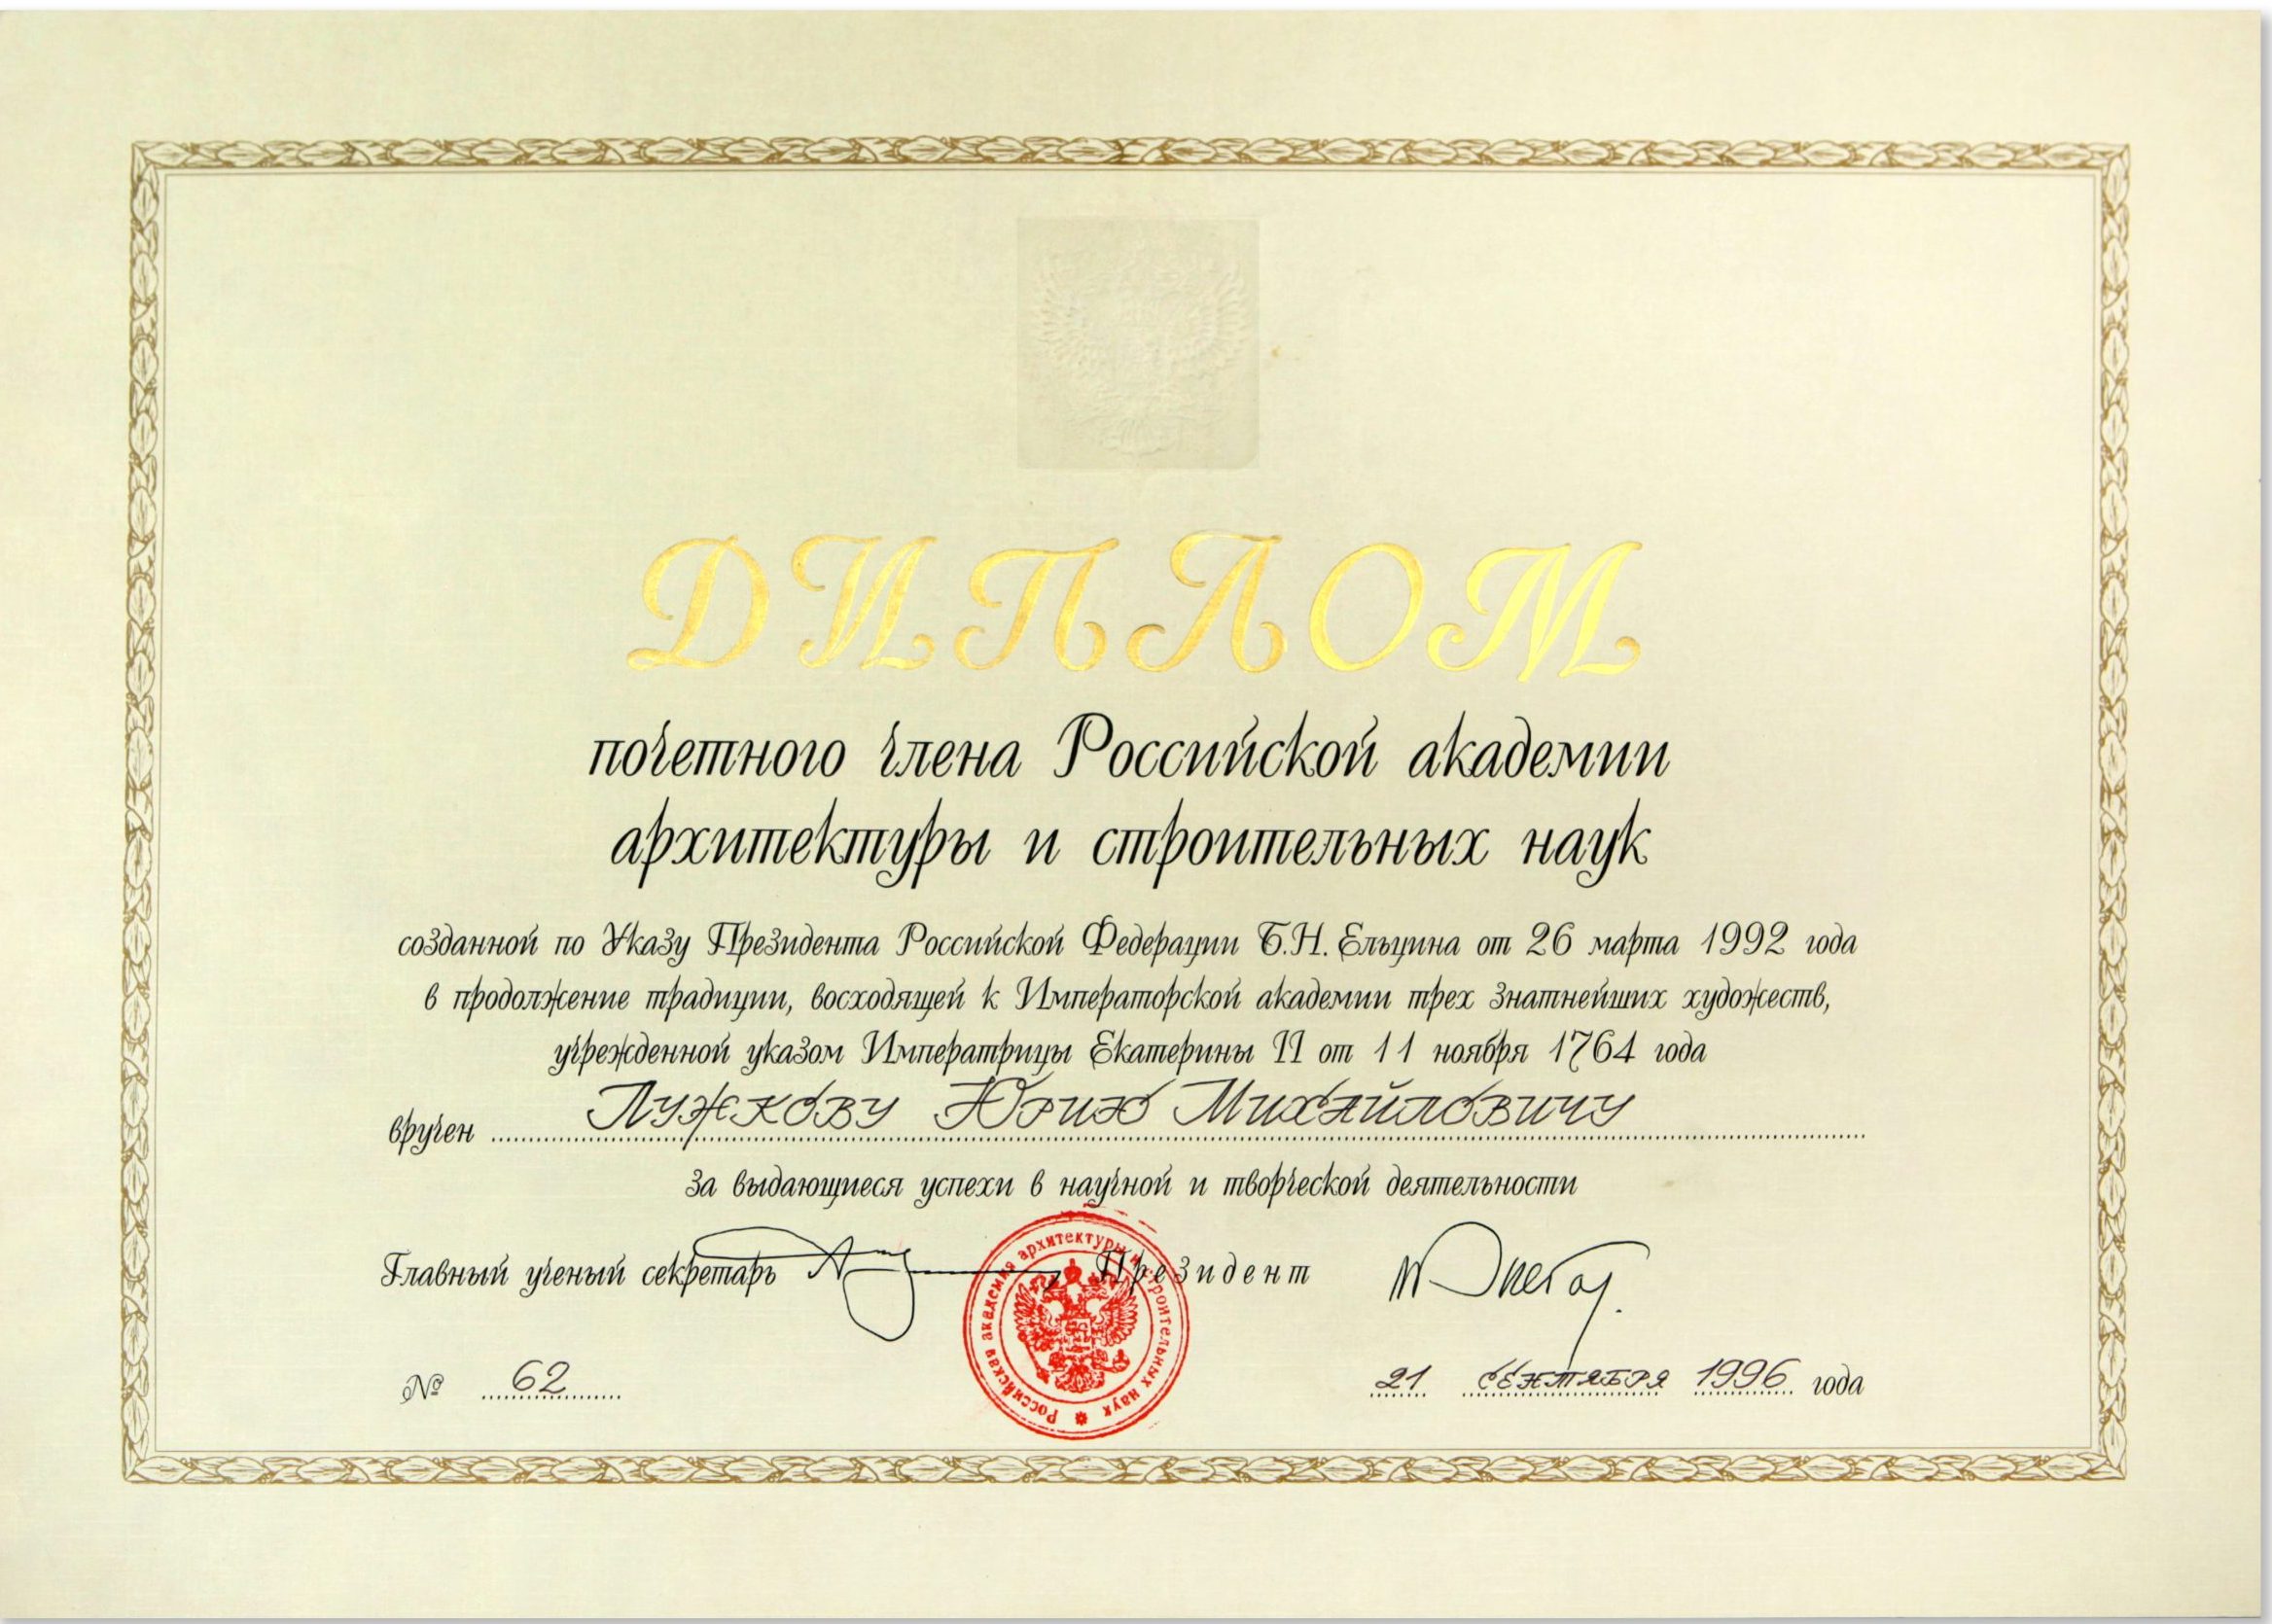 ДИПЛОМ
почетного члена Российской академии
архитектуры и строительных наук
созданной по Указу Президента Российской Федерации Б.Н. Ельцина от 26 марта 1992 года
в продолжение традиции, восходящей к Императорской академии трех знатнейших художеств,
учрежденной указом Императрицы Екатерины II от 11 ноября 1764 года
вручен Лужкову Юрию Михайловичу
за выдающиеся успехи в научной и творческой деятельности
Главный ученый секретарь Президент
Российская академия архитектуры и строительных наук
№ 62 21 сентября 1996 года